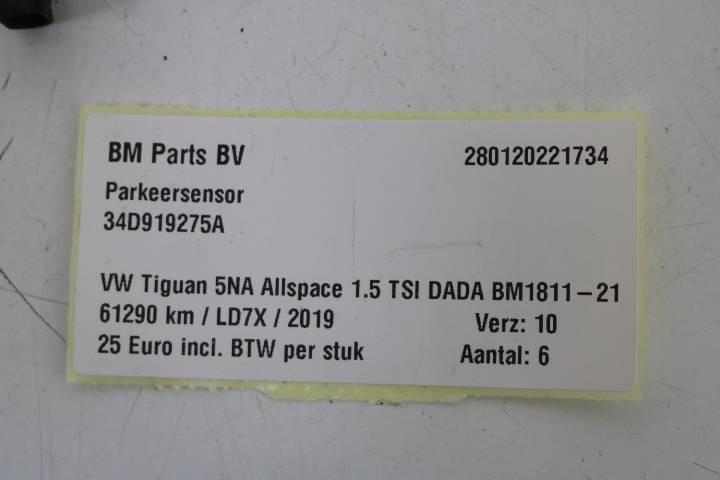 BM Parts BV 280120221734
Parkeersensor
34D919275A
VW Tiguan 5NA Allspace 1.5 TSI DADA BM1811-21
61290 km / LD7X / 2019 Verz: 10
25 Euro incl. BTW per stuk Aantal: 6